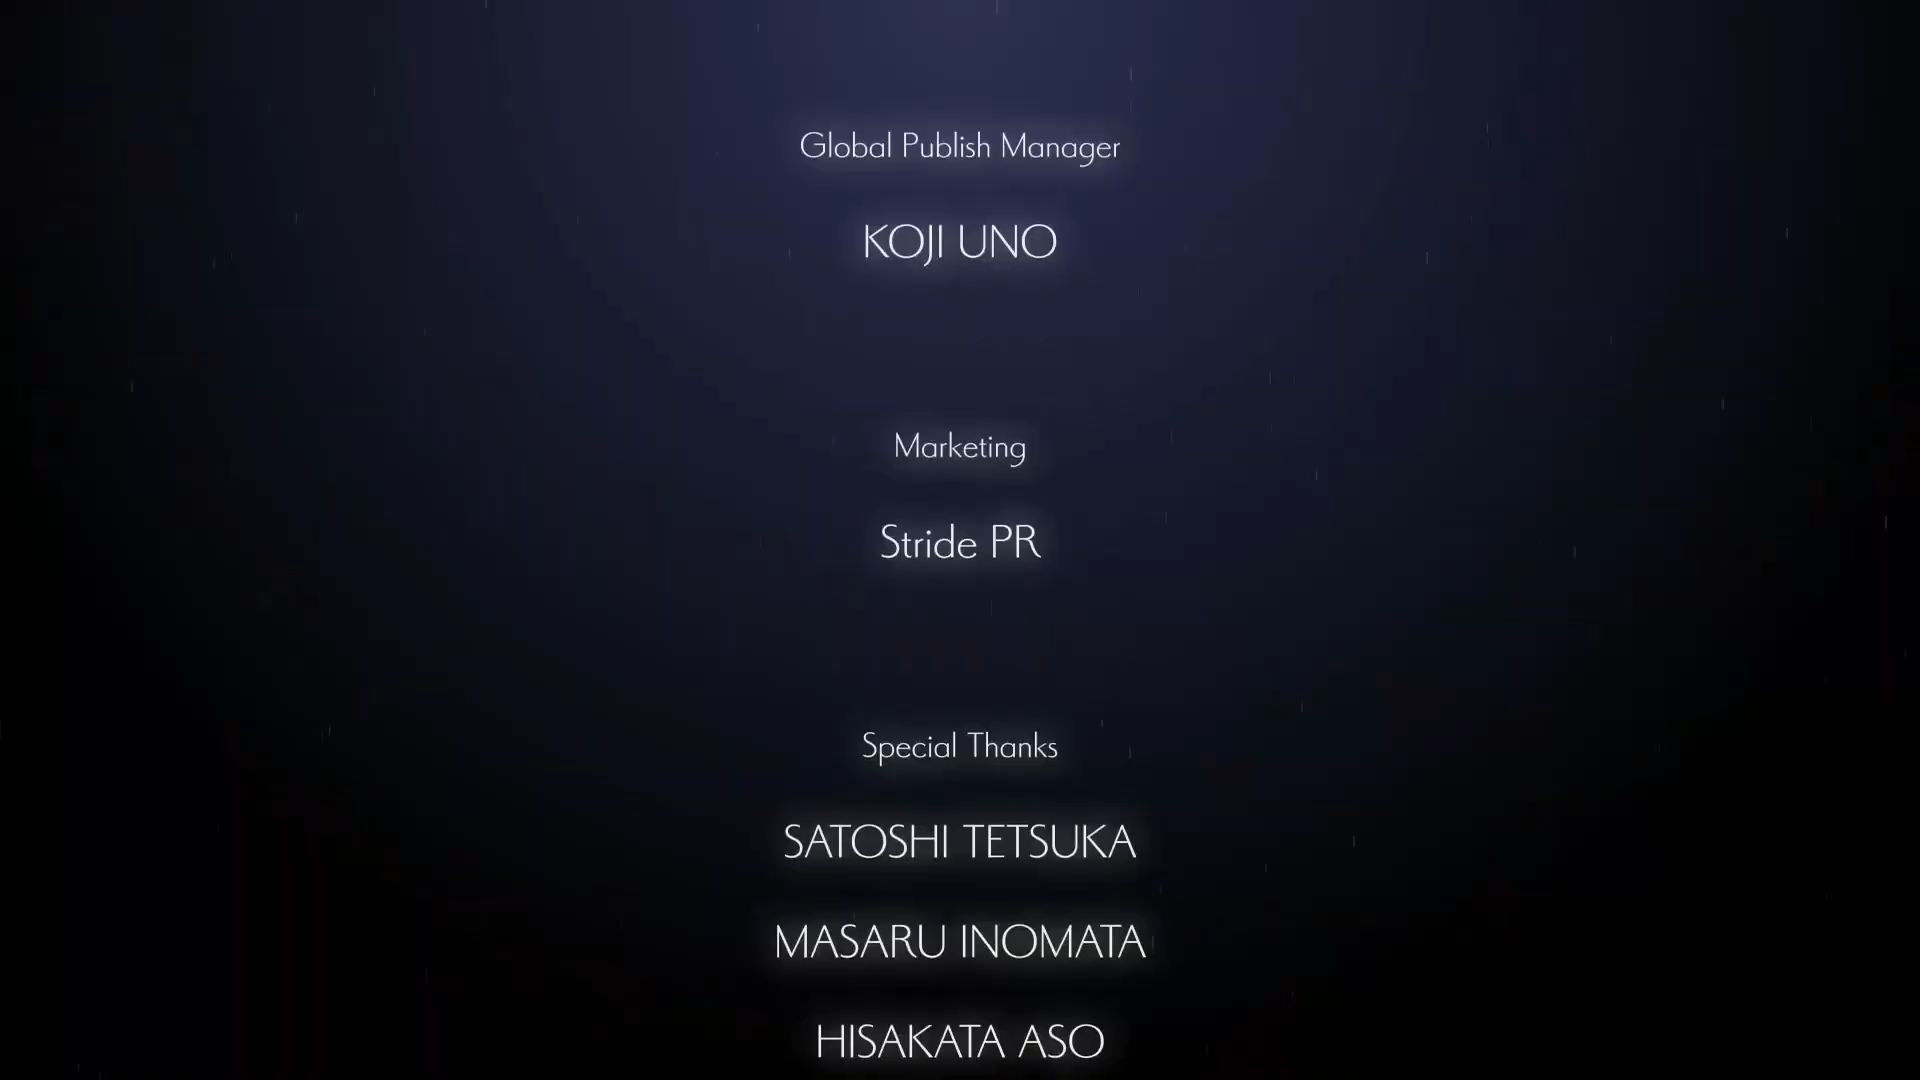 Global Publish Manager
KOJI UNO
Marketing
Stride PR
Special Thanks
SATOSHI TETSUKA
MASARU INOMATA
HISAKATA ASO